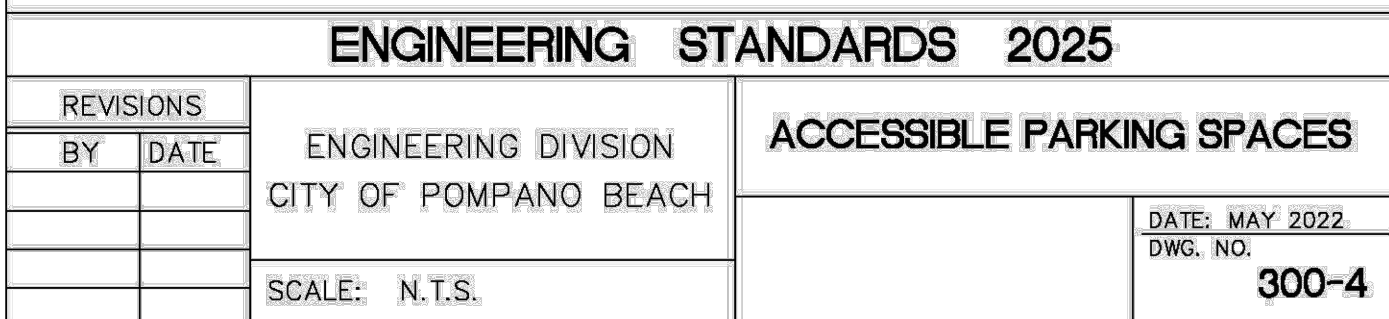 ENGINEERING STANDARDS 2025
REVISIONS
BY DATE
ENGINEERING DIVISION
CITY OF POMPANO BEACH
SCALE: N.T.S.
ACCESSIBLE PARKING SPACES
DATE: MAY 2022
DWG. NO.
300-4